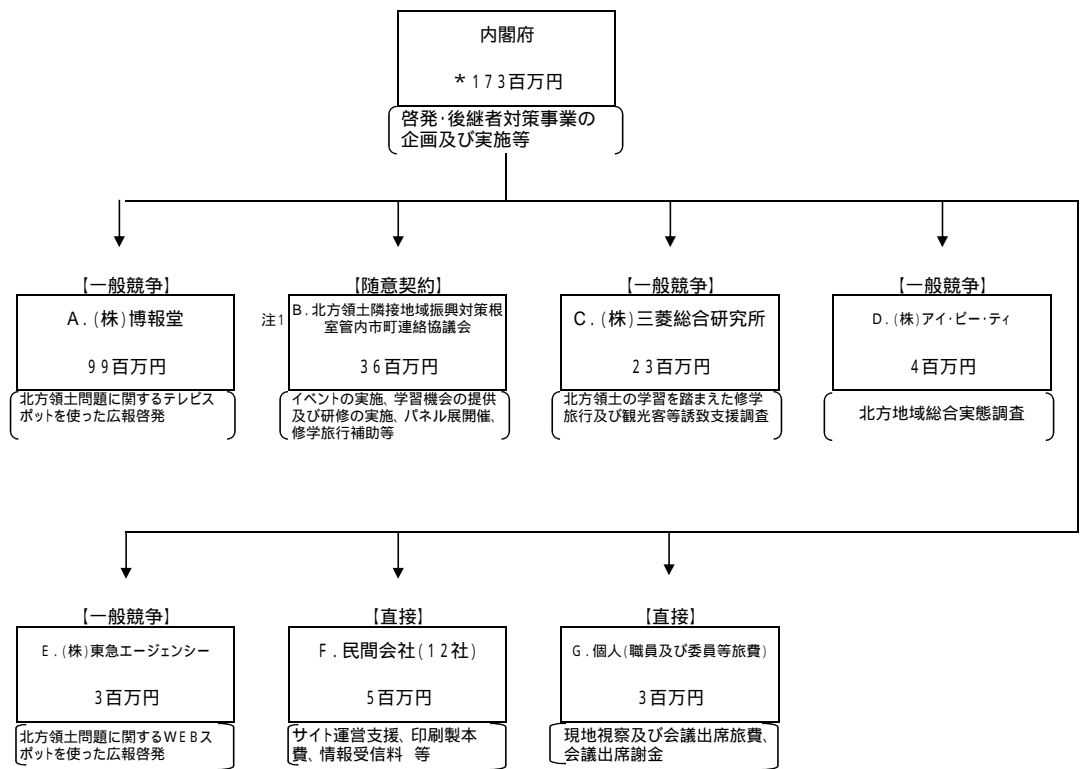 内閣府
*173百万円
啓発・後継者対策事業の
企画及び実施等
【一般競争】
A.(株)博報堂
99百万円
北方領土問題に関するテレビス
ポットを使った広報啓発
【随意契約】
注1
B.北方領土隣接地域振興対策根
室管内市町連絡協議会
36百万円
イベントの実施、学習機会の提供
及び研修の実施、パネル展開催、
修学旅行補助等
【一般競争】
C.(株)三菱総合研究所
23百万円
北方領土の学習を踏まえた修学
旅行及び観光客等誘致支援調査
【一般競争】
D.(株)アイ・ビー・ティ
4百万円
北方地域総合実態調査
【一般競争】
E.(株)東急エージェンシー
3百万円
北方領土問題に関するWEBス
ポットを使った広報啓発
【直接】
F.民間会社(12社)
5百万円
サイト運営支援、印刷製本
費、情報受信料 等
【直接】
G.個人(職員及び委員等旅費)
3百万円
現地視察及び会議出席旅費、
会議出席謝金